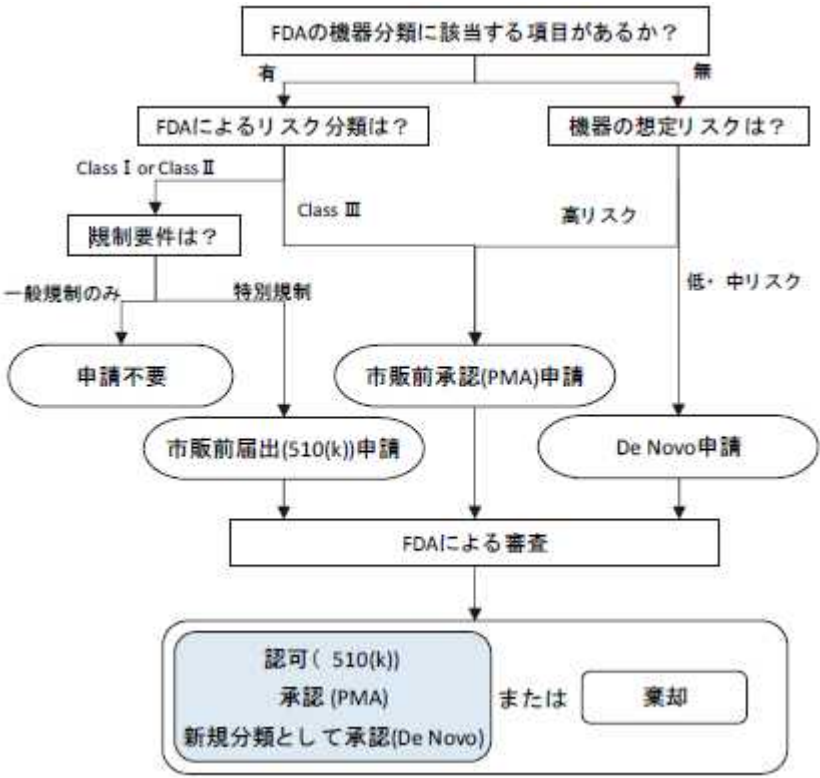 FDAの機器分類に該当する項目があるか？
有
無
FDAによるリスク分類は？
機器の想定リスクは？
Class Ⅰ or Class Ⅱ
Class Ⅲ
高リスク
規制要件は？
一般規制のみ
特別規制
低・中リスク
申請不要
市販前承認(PMA)申請
市販前届出(510(k))申請
De Novo申請
FDAによる審査
認可( 510(k))
承認 (PMA)
新規分類として承認(De Novo)
または
棄却